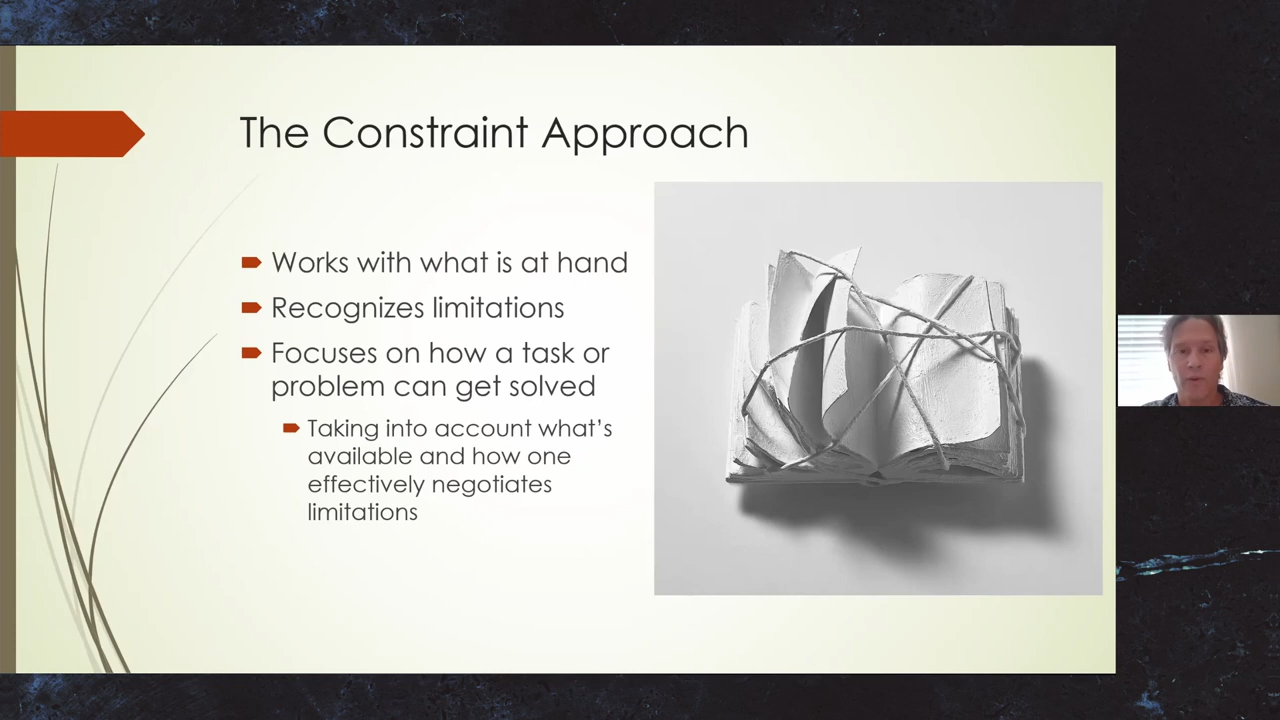 The Constraint Approach
Works with what is at hand
Recognizes limitations
Focuses on how a task or
problem can get solved
Taking into account what's
available and how one
effectively negotiates
limitations